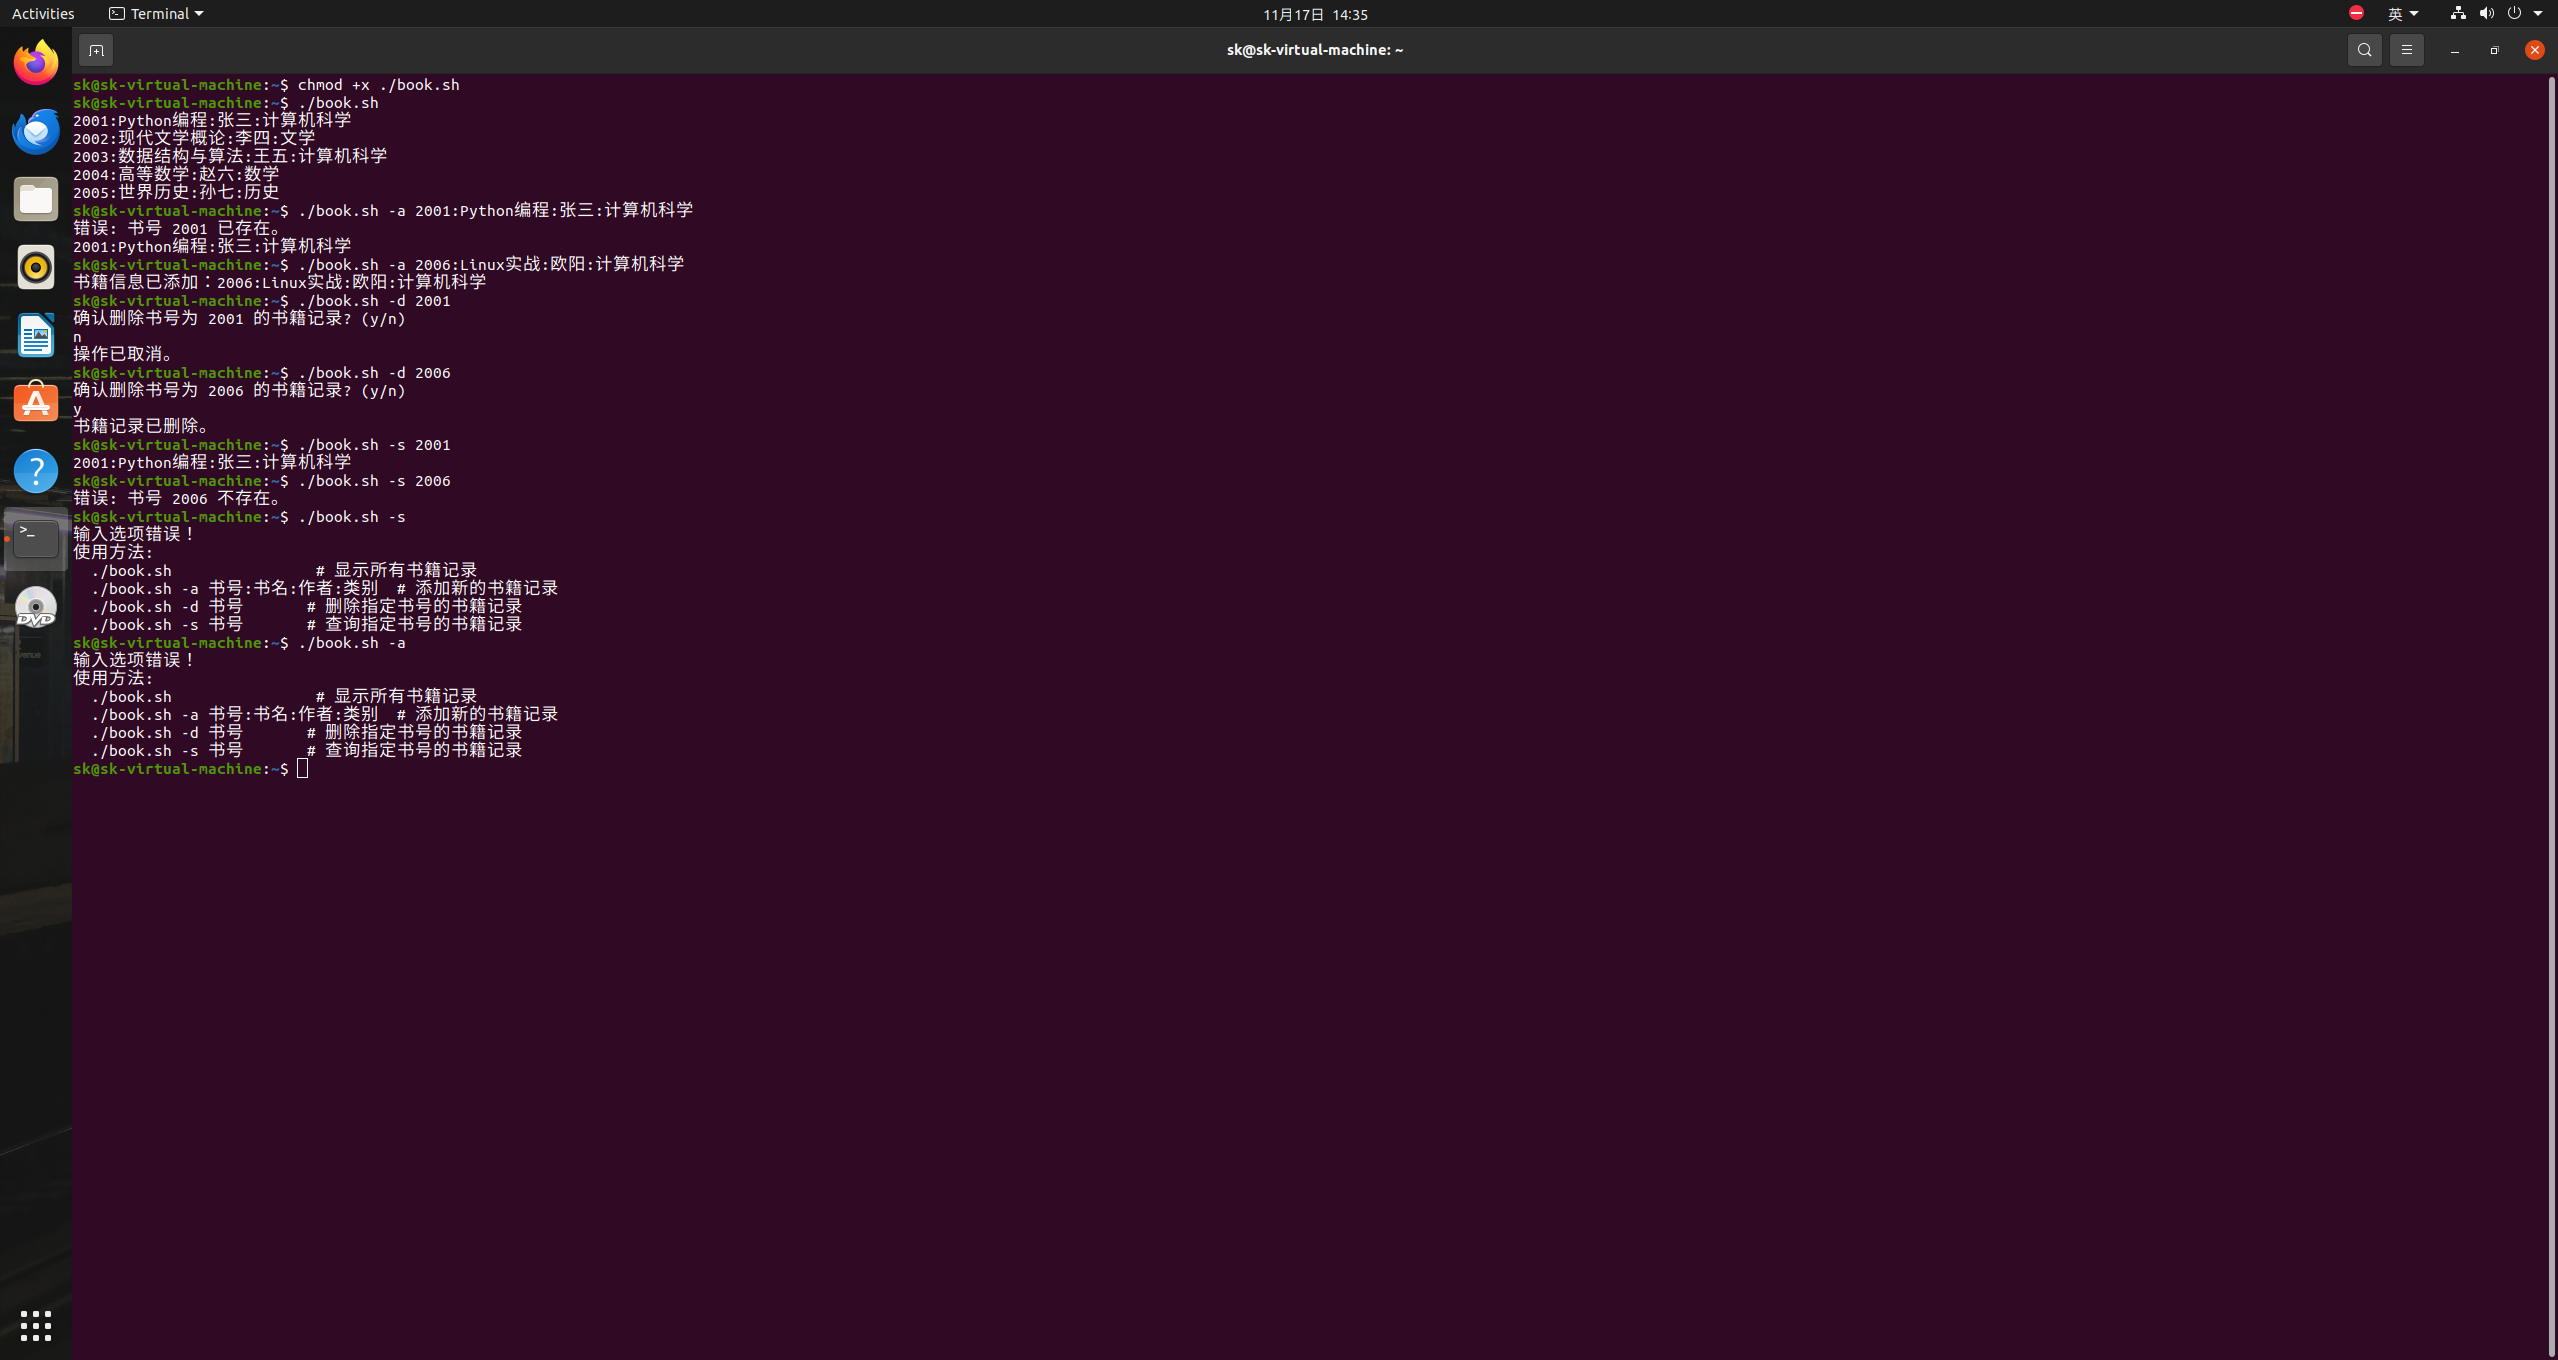 Activities
Terminal
11月17日 14:35
英
sk@sk-virtual-machine: ~
sk@sk-virtual-machine:~$ chmod +x ./book.sh
sk@sk-virtual-machine:~$ ./book.sh
2001:Python编程:张三:计算机科学
2002:现代文学概论:李四:文学
2003:数据结构与算法:王五:计算机科学
2004:高等数学:赵六:数学
2005:世界历史:孙七:历史
sk@sk-virtual-machine:~$ ./book.sh -a 2001:Python编程:张三:计算机科学
错误: 书号 2001 已存在。
2001:Python编程:张三:计算机科学
sk@sk-virtual-machine:~$ ./book.sh -a 2006:Linux实战:欧阳:计算机科学
书籍信息已添加：2006:Linux实战:欧阳:计算机科学
sk@sk-virtual-machine:~$ ./book.sh -d 2001
确认删除书号为 2001 的书籍记录? (y/n)
n
操作已取消。
sk@sk-virtual-machine:~$ ./book.sh -d 2006
确认删除书号为 2006 的书籍记录? (y/n)
y
书籍记录已删除。
sk@sk-virtual-machine:~$ ./book.sh -s 2001
2001:Python编程:张三:计算机科学
sk@sk-virtual-machine:~$ ./book.sh -s 2006
错误: 书号 2006 不存在。
sk@sk-virtual-machine:~$ ./book.sh -s
输入选项错误！
使用方法:
  ./book.sh                # 显示所有书籍记录
  ./book.sh -a 书号:书名:作者:类别  # 添加新的书籍记录
  ./book.sh -d 书号       # 删除指定书号的书籍记录
  ./book.sh -s 书号       # 查询指定书号的书籍记录
sk@sk-virtual-machine:~$ ./book.sh -a
输入选项错误！
使用方法:
  ./book.sh                # 显示所有书籍记录
  ./book.sh -a 书号:书名:作者:类别  # 添加新的书籍记录
  ./book.sh -d 书号       # 删除指定书号的书籍记录
  ./book.sh -s 书号       # 查询指定书号的书籍记录
sk@sk-virtual-machine:~$
DVD